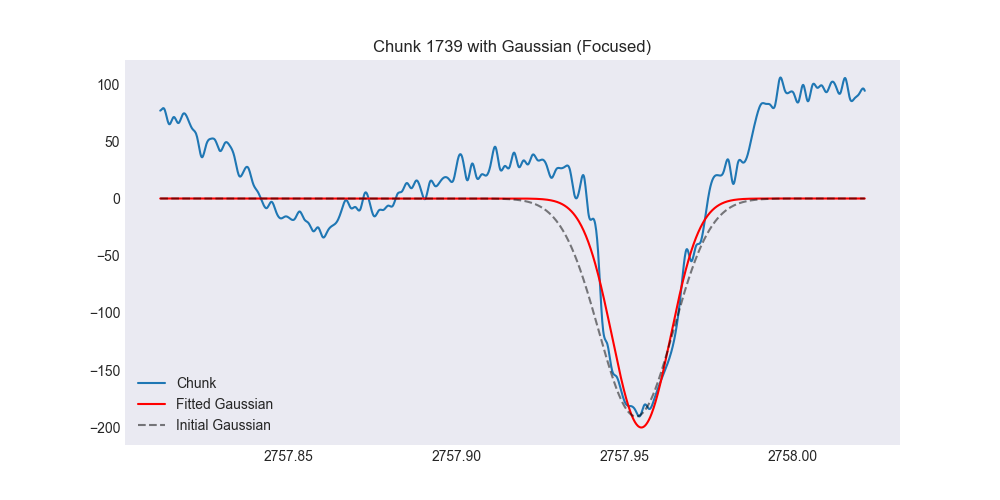 Chunk 1739 with Gaussian (Focused)
100
50
0
−50
−100
−150
−200
Chunk
Fitted Gaussian
Initial Gaussian
2757.85 2757.90 2757.95 2758.00